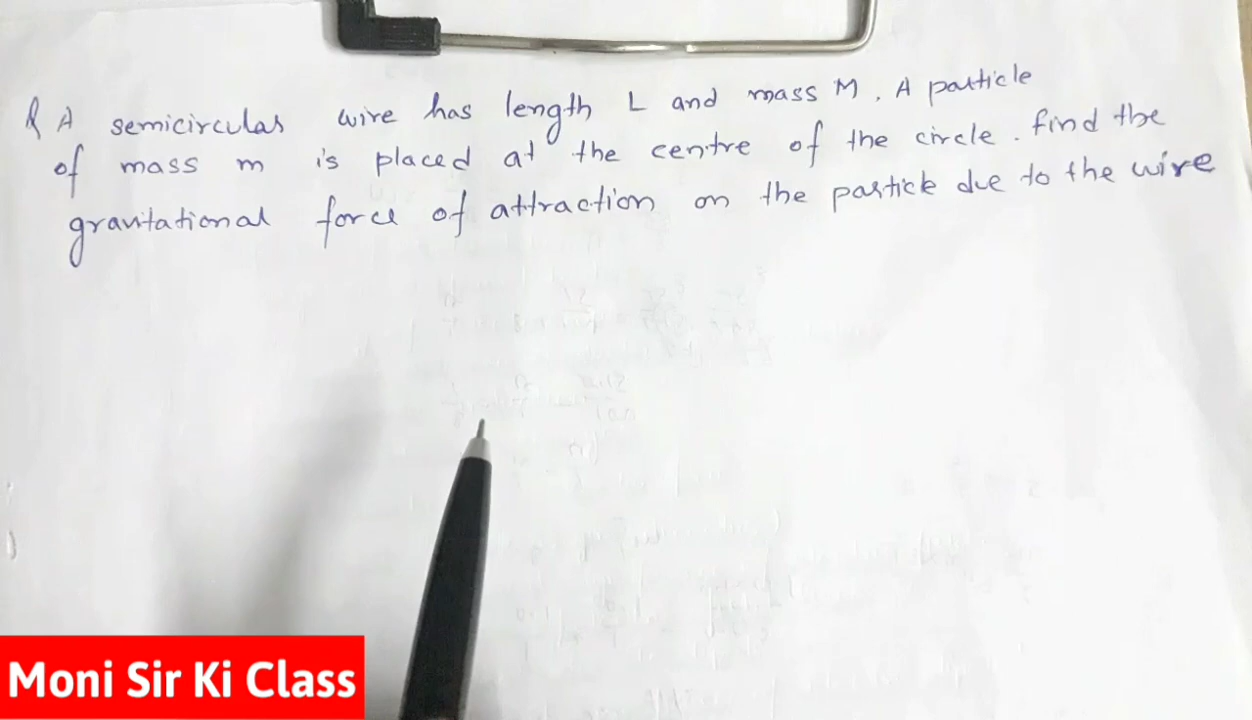 Q A semicircular wire has length L and mass M. A particle
of mass m is placed at the centre of the circle. find the
gravitational force of attraction on the particle due to the wire
Moni Sir Ki Class